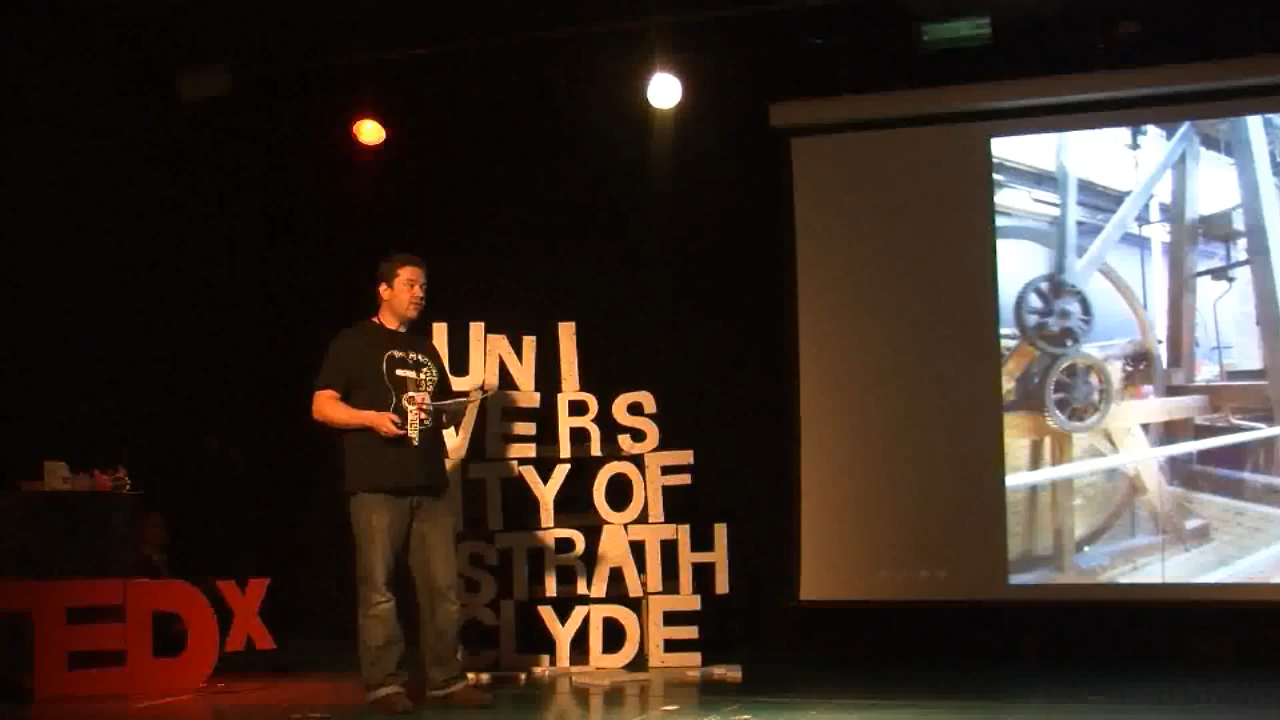 UNI
VERS
ITY OF
STRATH
CLYDE
TEDx